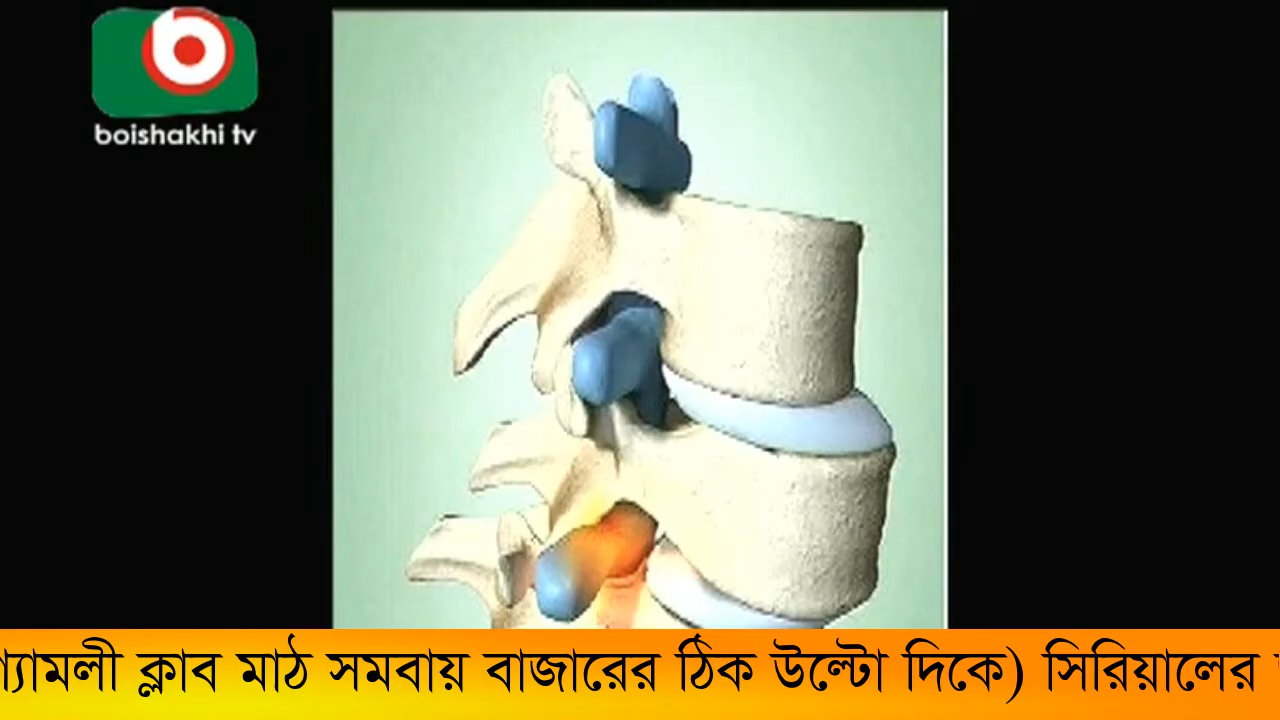 boishakhi tv
শ্যামলী ক্লাব মাঠ সমবায় বাজারের ঠিক উল্টো দিকে) সিরিয়ালের